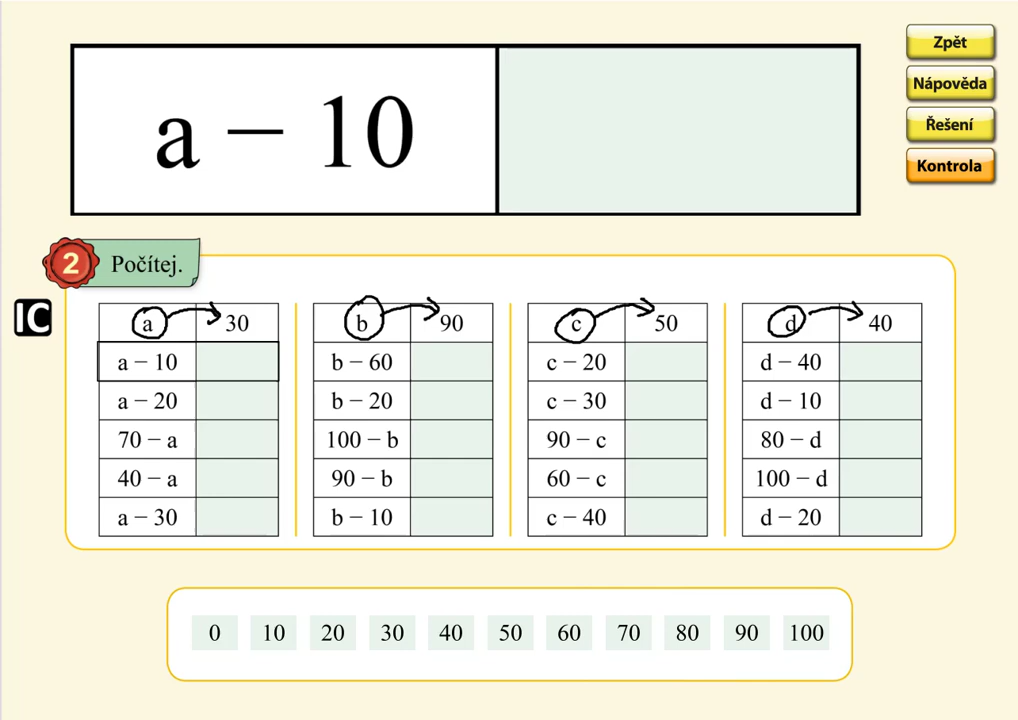 a − 10
Zpět
Nápověda
Řešení
Kontrola
2 Počítej.
IC
a 30 b 90 c 50 d 40
a − 10 b − 60 c − 20 d − 40
a − 20 b − 20 c − 30 d − 10
70 − a 100 − b 90 − c 80 − d
40 − a 90 − b 60 − c 100 − d
a − 30 b − 10 c − 40 d − 20
0 10 20 30 40 50 60 70 80 90 100